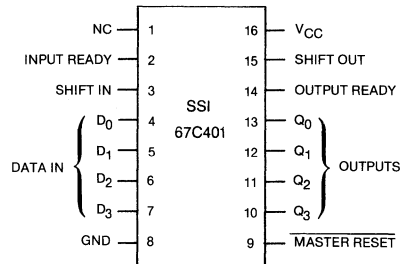 NC 1 16 VCC
INPUT READY 2 15 SHIFT OUT
SHIFT IN 3 14 OUTPUT READY
SSI
67C401
D0 4 13 Q0
D1 5 12 Q1
DATA IN OUTPUTS
D2 6 11 Q2
D3 7 10 Q3
GND 8 9 MASTER RESET